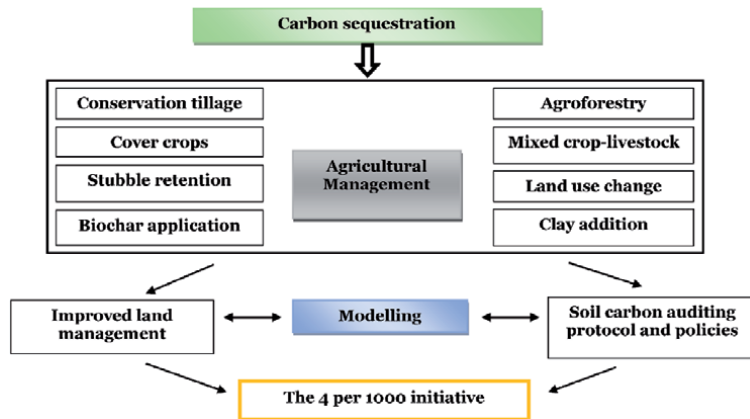 Carbon sequestration
Conservation tillage
Cover crops
Stubble retention
Biochar application
Agricultural
Management
Agroforestry
Mixed crop-livestock
Land use change
Clay addition
Improved land
management
Modelling
Soil carbon auditing
protocol and policies
The 4 per 1000 initiative